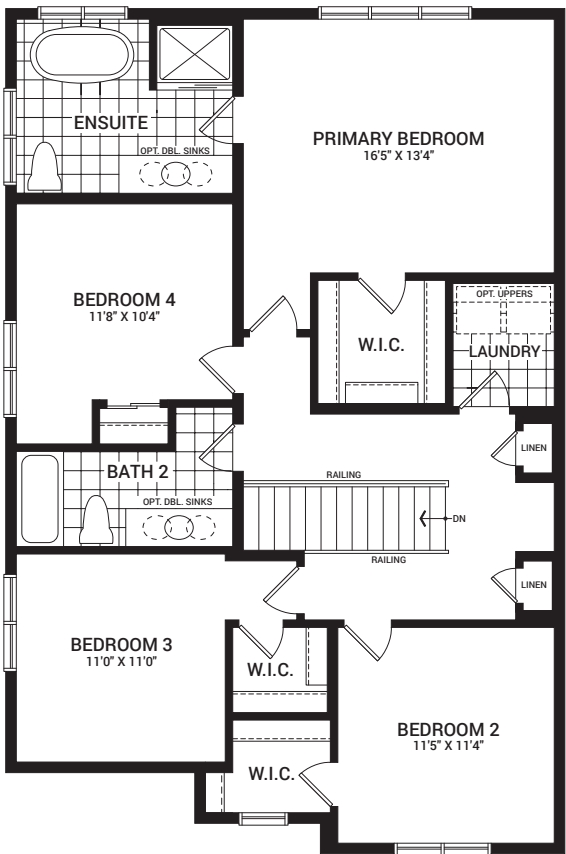 ENSUITE
OPT. DBL. SINKS
PRIMARY BEDROOM
16'5" X 13'4"
BEDROOM 4
11'8" X 10'4"
W.I.C.
OPT. UPPERS
LAUNDRY
LINEN
BATH 2
OPT. DBL. SINKS
RAILING
DN
RAILING
LINEN
BEDROOM 3
11'0" X 11'0"
W.I.C.
BEDROOM 2
11'5" X 11'4"
W.I.C.